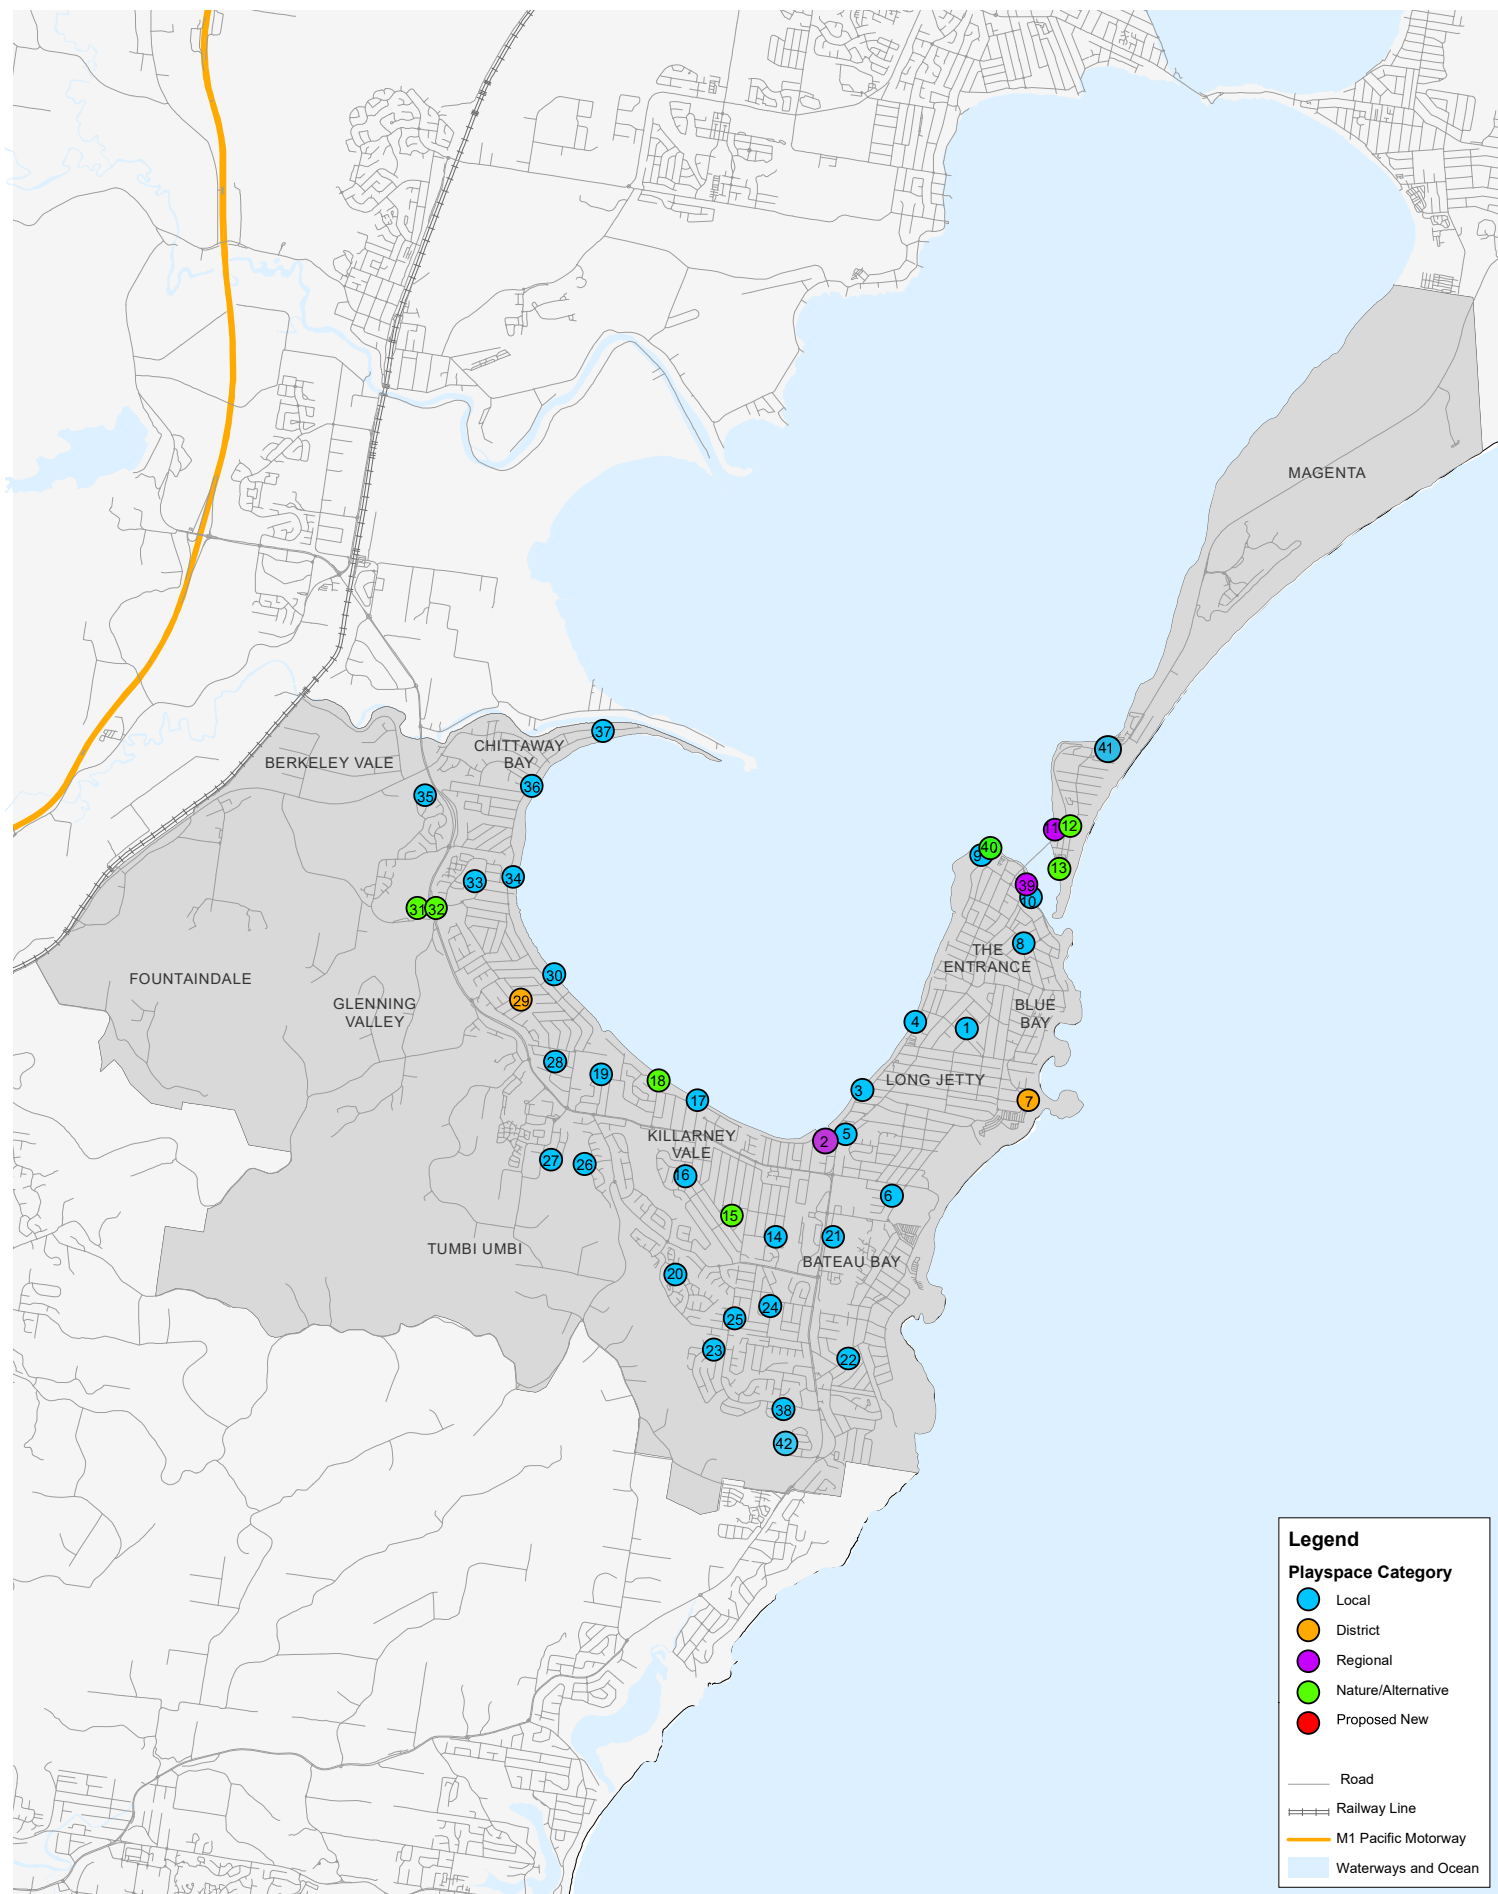 MAGENTA
37
CHITTAWAY
BAY
41
BERKELEY VALE
36
35
11
12
9
40
13
33
34
39
10
31
32
8
THE
ENTRANCE
30
FOUNTAINDALE
29
GLENNING
VALLEY
BLUE
BAY
4
1
28
19
18
LONG JETTY
3
17
7
5
2
KILLARNEY
VALE
27
26
16
6
15
14
21
TUMBI UMBI
BATEAU BAY
20
24
25
23
22
38
42
Legend
Playspace Category
Local
District
Regional
Nature/Alternative
Proposed New
Road
Railway Line
M1 Pacific Motorway
Waterways and Ocean